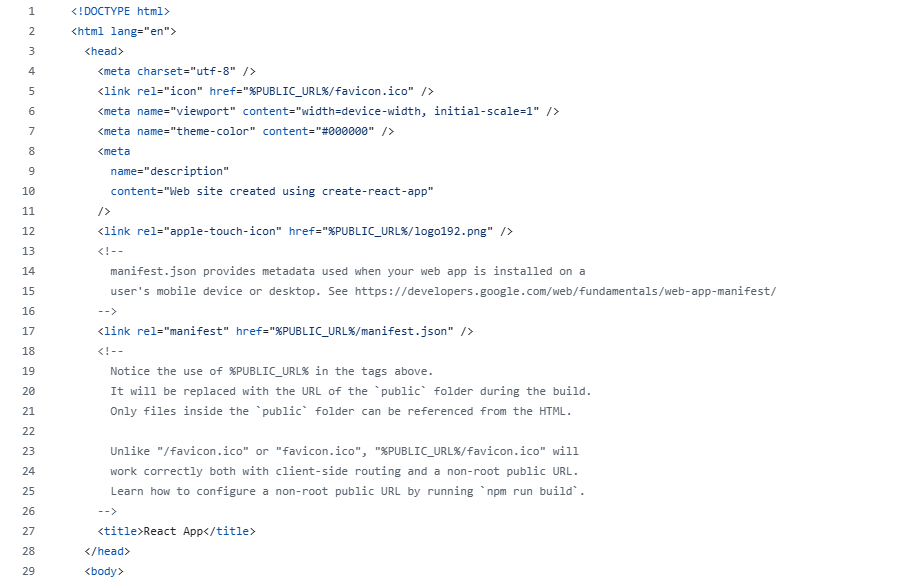 1 <!DOCTYPE html>
2 <html lang="en">
3 <head>
4 <meta charset="utf-8" />
5 <link rel="icon" href="%PUBLIC_URL%/favicon.ico" />
6 <meta name="viewport" content="width=device-width, initial-scale=1" />
7 <meta name="theme-color" content="#000000" />
8 <meta
9 name="description"
10 content="Web site created using create-react-app"
11 />
12 <link rel="apple-touch-icon" href="%PUBLIC_URL%/logo192.png" />
13 <!--
14 manifest.json provides metadata used when your web app is installed on a
15 user's mobile device or desktop. See https://developers.google.com/web/fundamentals/web-app-manifest/
16 -->
17 <link rel="manifest" href="%PUBLIC_URL%/manifest.json" />
18 <!--
19 Notice the use of %PUBLIC_URL% in the tags above.
20 It will be replaced with the URL of the `public` folder during the build.
21 Only files inside the `public` folder can be referenced from the HTML.
22
23 Unlike "/favicon.ico" or "favicon.ico", "%PUBLIC_URL%/favicon.ico" will
24 work correctly both with client-side routing and a non-root public URL.
25 Learn how to configure a non-root public URL by running `npm run build`.
26 -->
27 <title>React App</title>
28 </head>
29 <body>